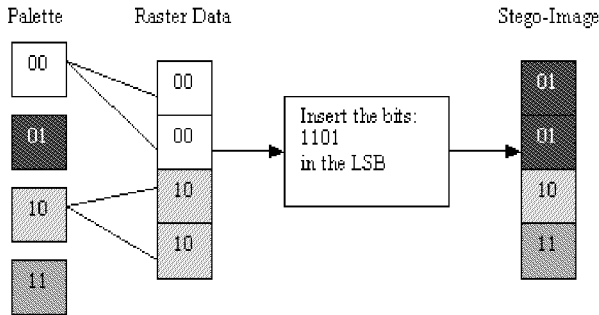 Palette
Raster Data
Stego-Image
00
01
10
11
00
00
10
10
Insert the bits:
1101
in the LSB
01
01
10
11